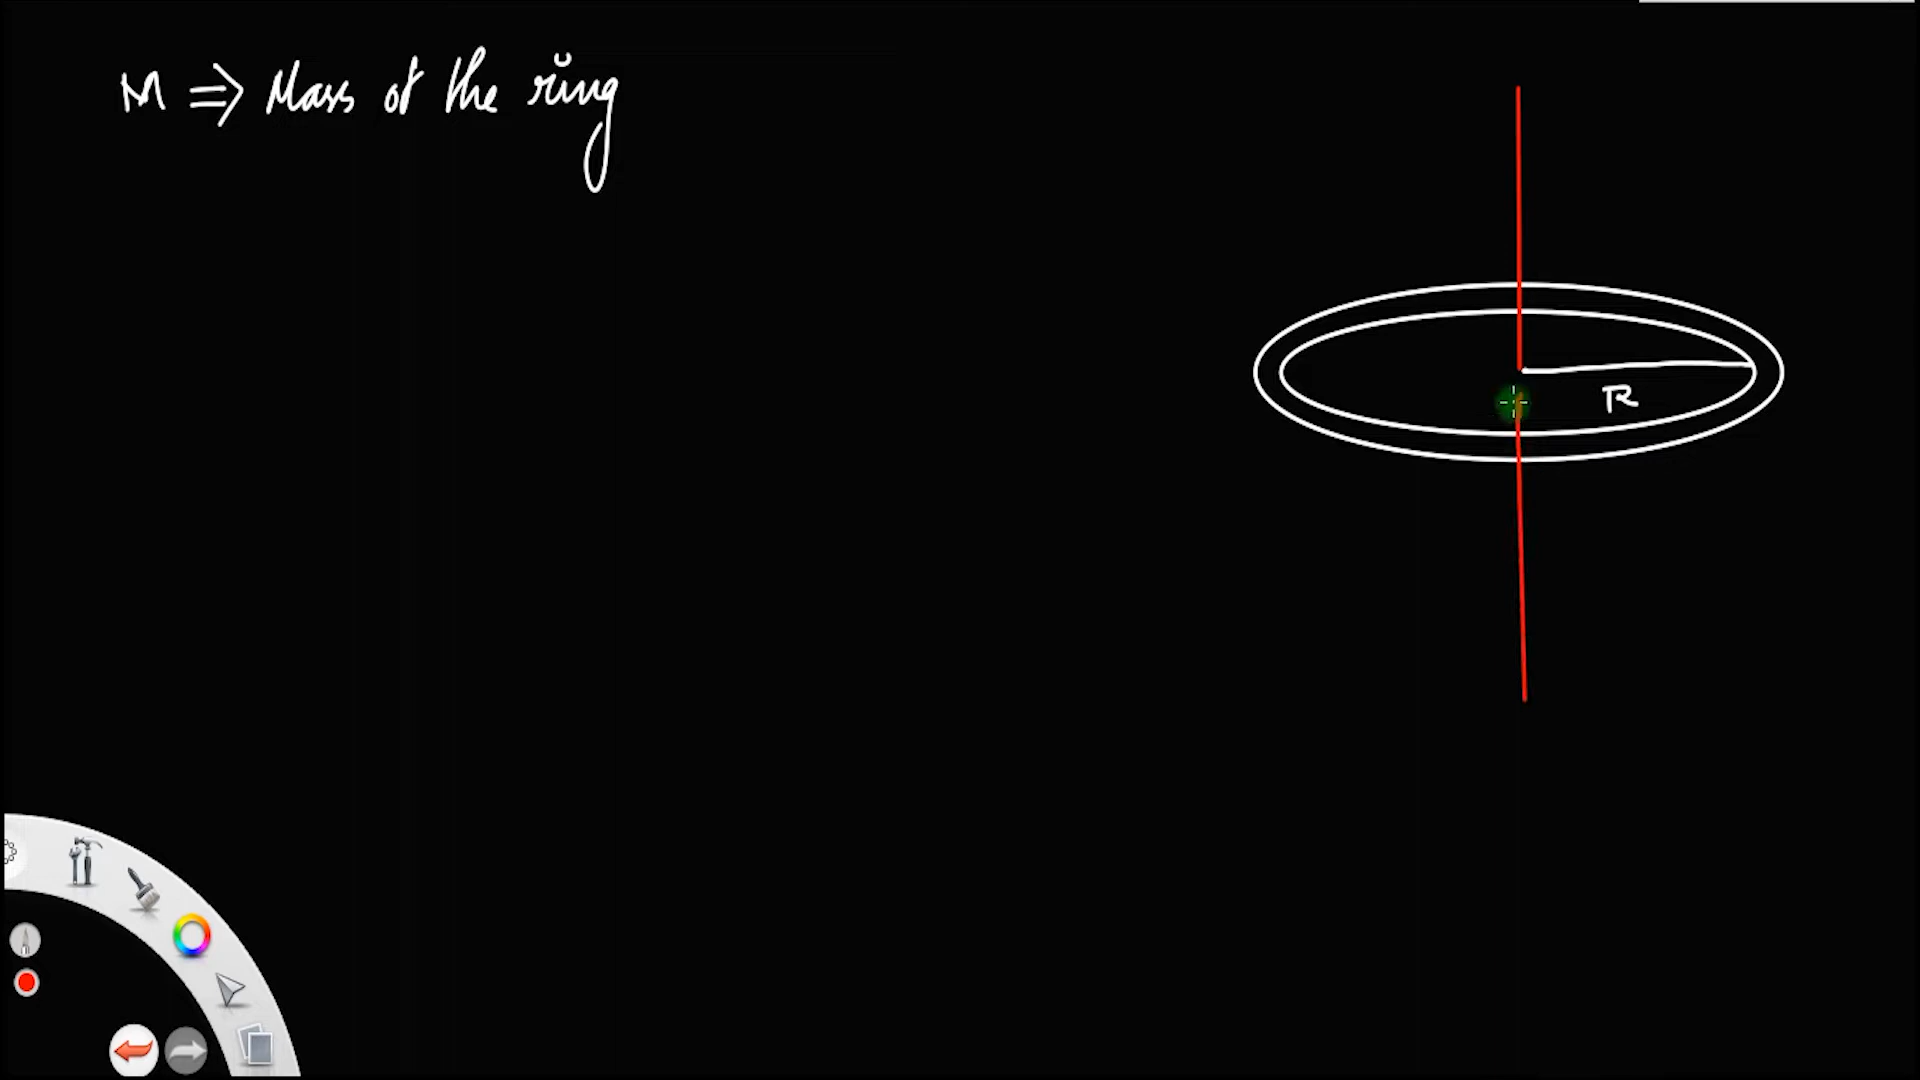 M ⇒ Mass of the ring
R